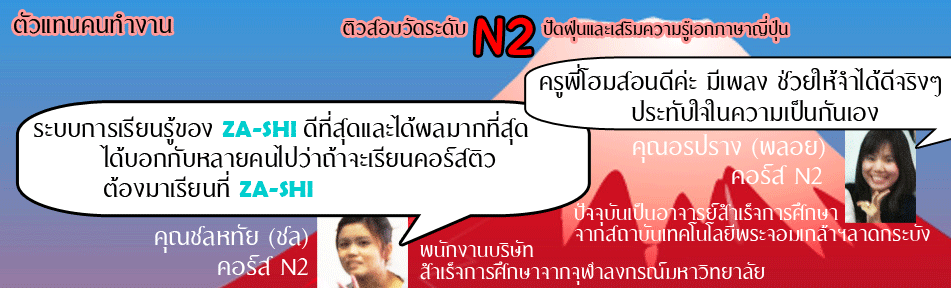 ตัวแทนคนทำงาน
ติวสอบวัดระดับ N2 ปัดฝุ่นและเสริมความรู้เอกภาษาญี่ปุ่น
ครูพี่โฮมสอนดีค่ะ มีเพลง ช่วยให้จำได้ดีจริงๆ
ประทับใจในความเป็นกันเอง
คุณอรปราง (พลอย)
คอร์ส N2
ปัจจุบันเป็นอาจารย์สำเร็จการศึกษา
จากสถาบันเทคโนโลยีพระจอมเกล้าฯลาดกระบัง
ระบบการเรียนรู้ของ ZA-SHI ดีที่สุดและได้ผลมากที่สุด
ได้บอกกับหลายคนไปว่าถ้าจะเรียนคอร์สติว
ต้องมาเรียนที่ ZA-SHI
คุณชลหทัย (ชล)
คอร์ส N2
พนักงานบริษัท
สำเร็จการศึกษาจากจุฬาลงกรณ์มหาวิทยาลัย